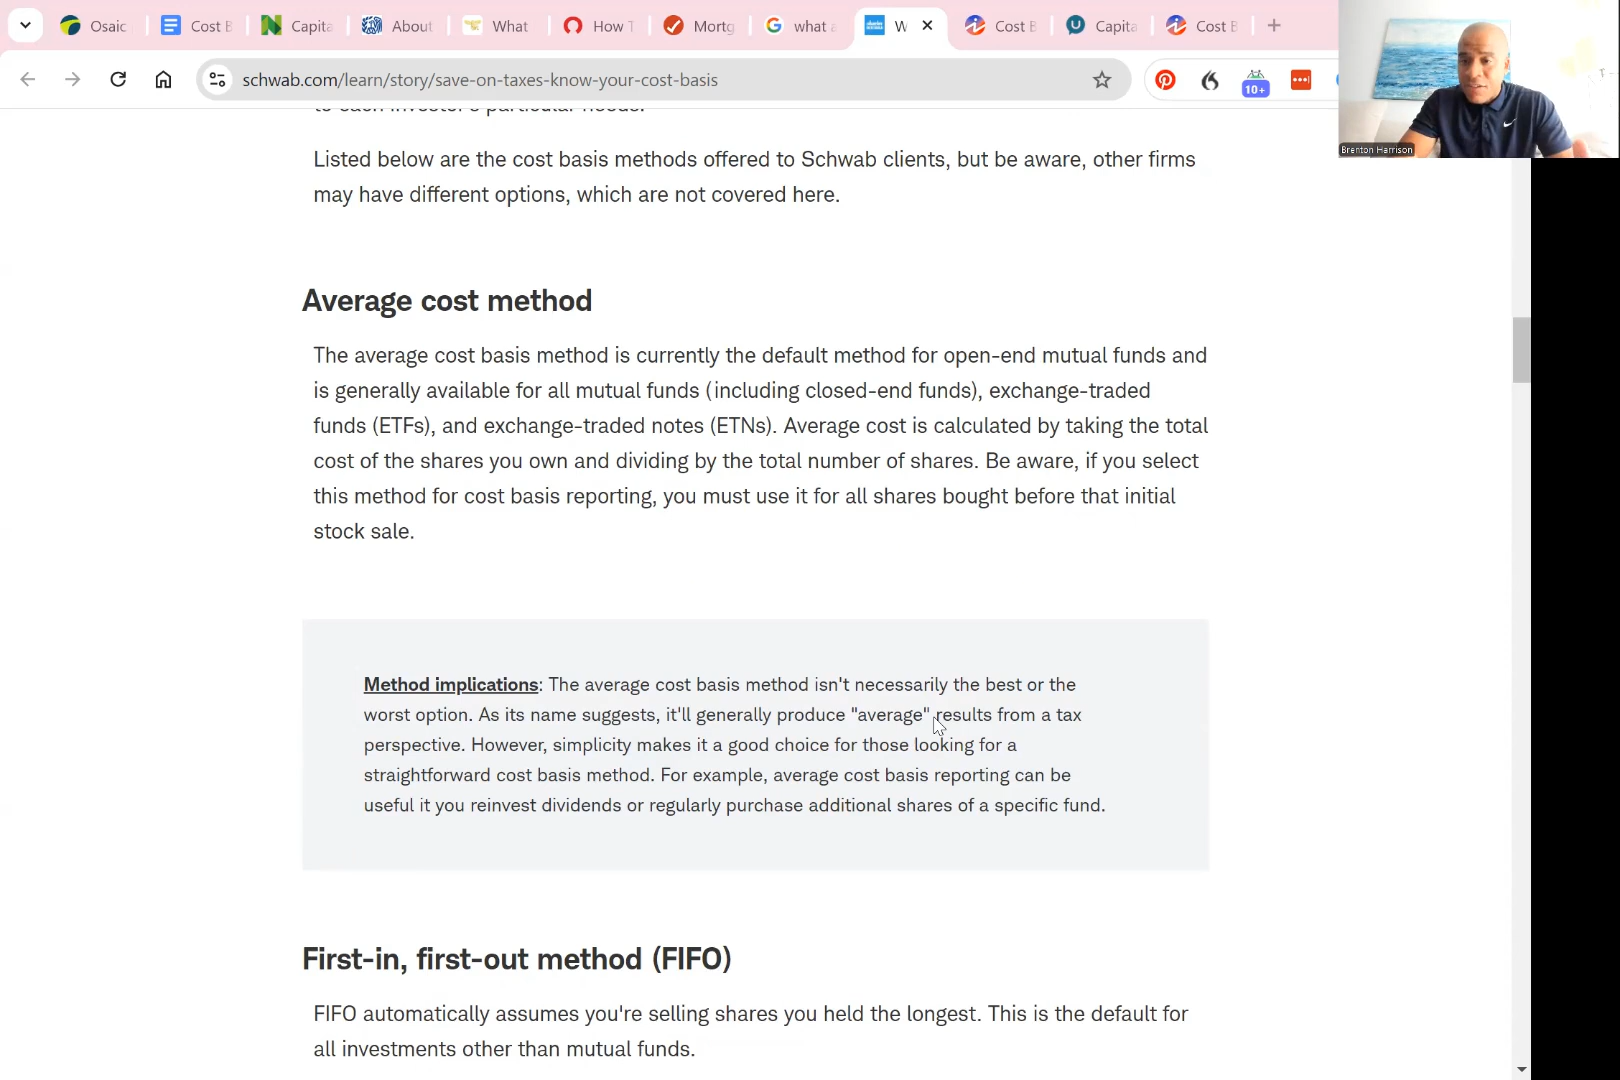 Osaic
Cost B
Capita
About
What
How T
Mortg
what a
W
Cost B
Capita
Cost B
schwab.com/learn/story/save-on-taxes-know-your-cost-basis
10+
Brenton Harrison
to each investor's particular needs.
Listed below are the cost basis methods offered to Schwab clients, but be aware, other firms
may have different options, which are not covered here.
Average cost method
The average cost basis method is currently the default method for open-end mutual funds and
is generally available for all mutual funds (including closed-end funds), exchange-traded
funds (ETFs), and exchange-traded notes (ETNs). Average cost is calculated by taking the total
cost of the shares you own and dividing by the total number of shares. Be aware, if you select
this method for cost basis reporting, you must use it for all shares bought before that initial
stock sale.
Method implications: The average cost basis method isn't necessarily the best or the
worst option. As its name suggests, it'll generally produce "average" results from a tax
perspective. However, simplicity makes it a good choice for those looking for a
straightforward cost basis method. For example, average cost basis reporting can be
useful it you reinvest dividends or regularly purchase additional shares of a specific fund.
First-in, first-out method (FIFO)
FIFO automatically assumes you're selling shares you held the longest. This is the default for
all investments other than mutual funds.